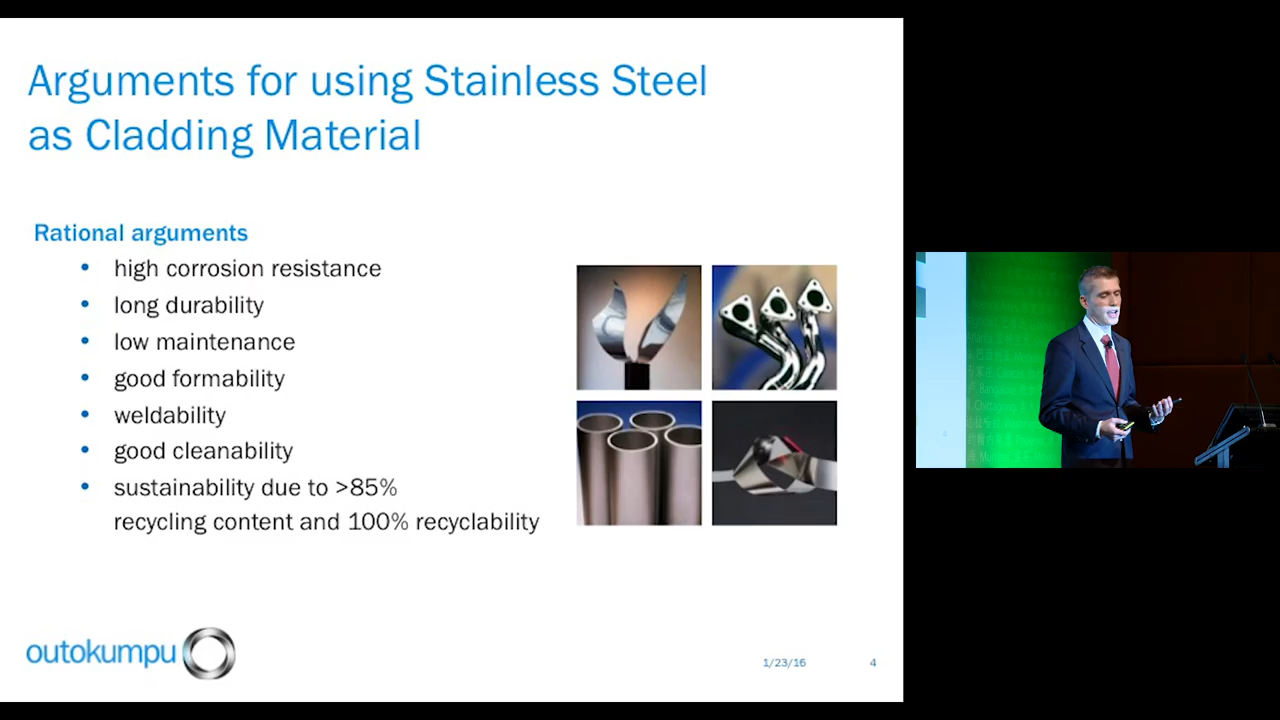 Arguments for using Stainless Steel
as Cladding Material
Rational arguments
• high corrosion resistance
• long durability
• low maintenance
• good formability
• weldability
• good cleanability
• sustainability due to >85%
recycling content and 100% recyclability
outokumpu
1/23/16
4